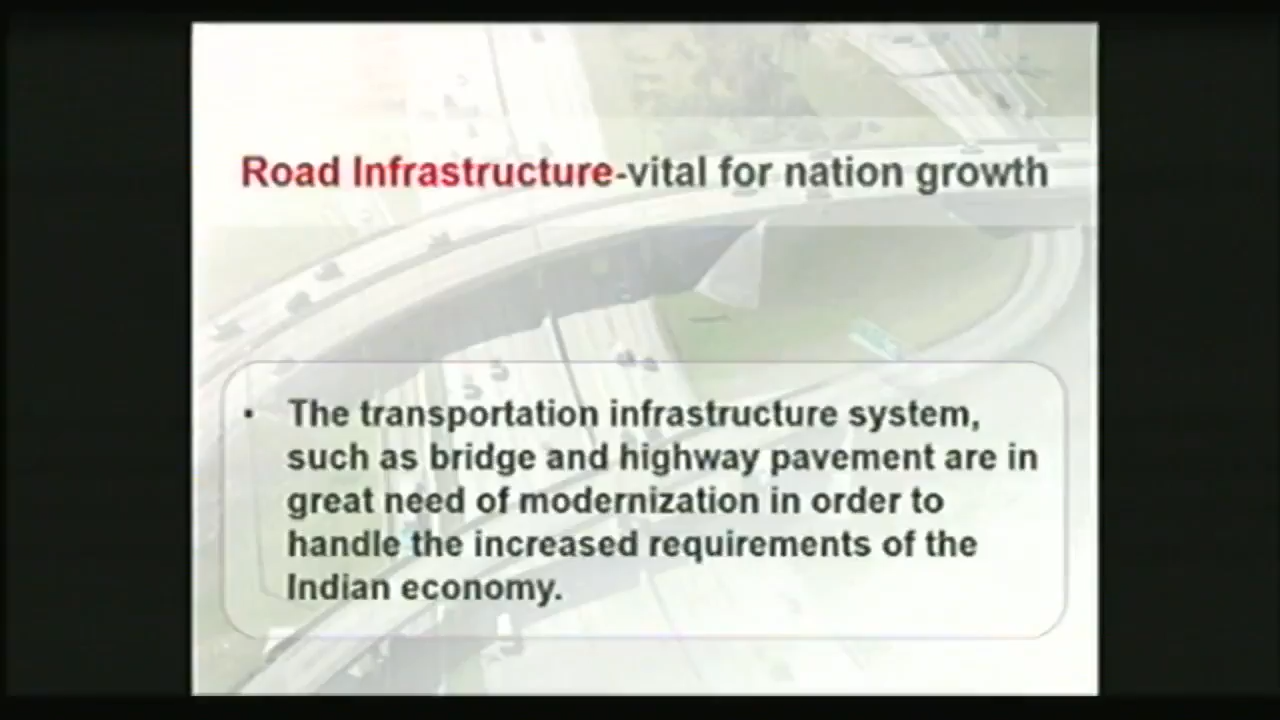 Road Infrastructure-vital for nation growth
• The transportation infrastructure system,
such as bridge and highway pavement are in
great need of modernization in order to
handle the increased requirements of the
Indian economy.